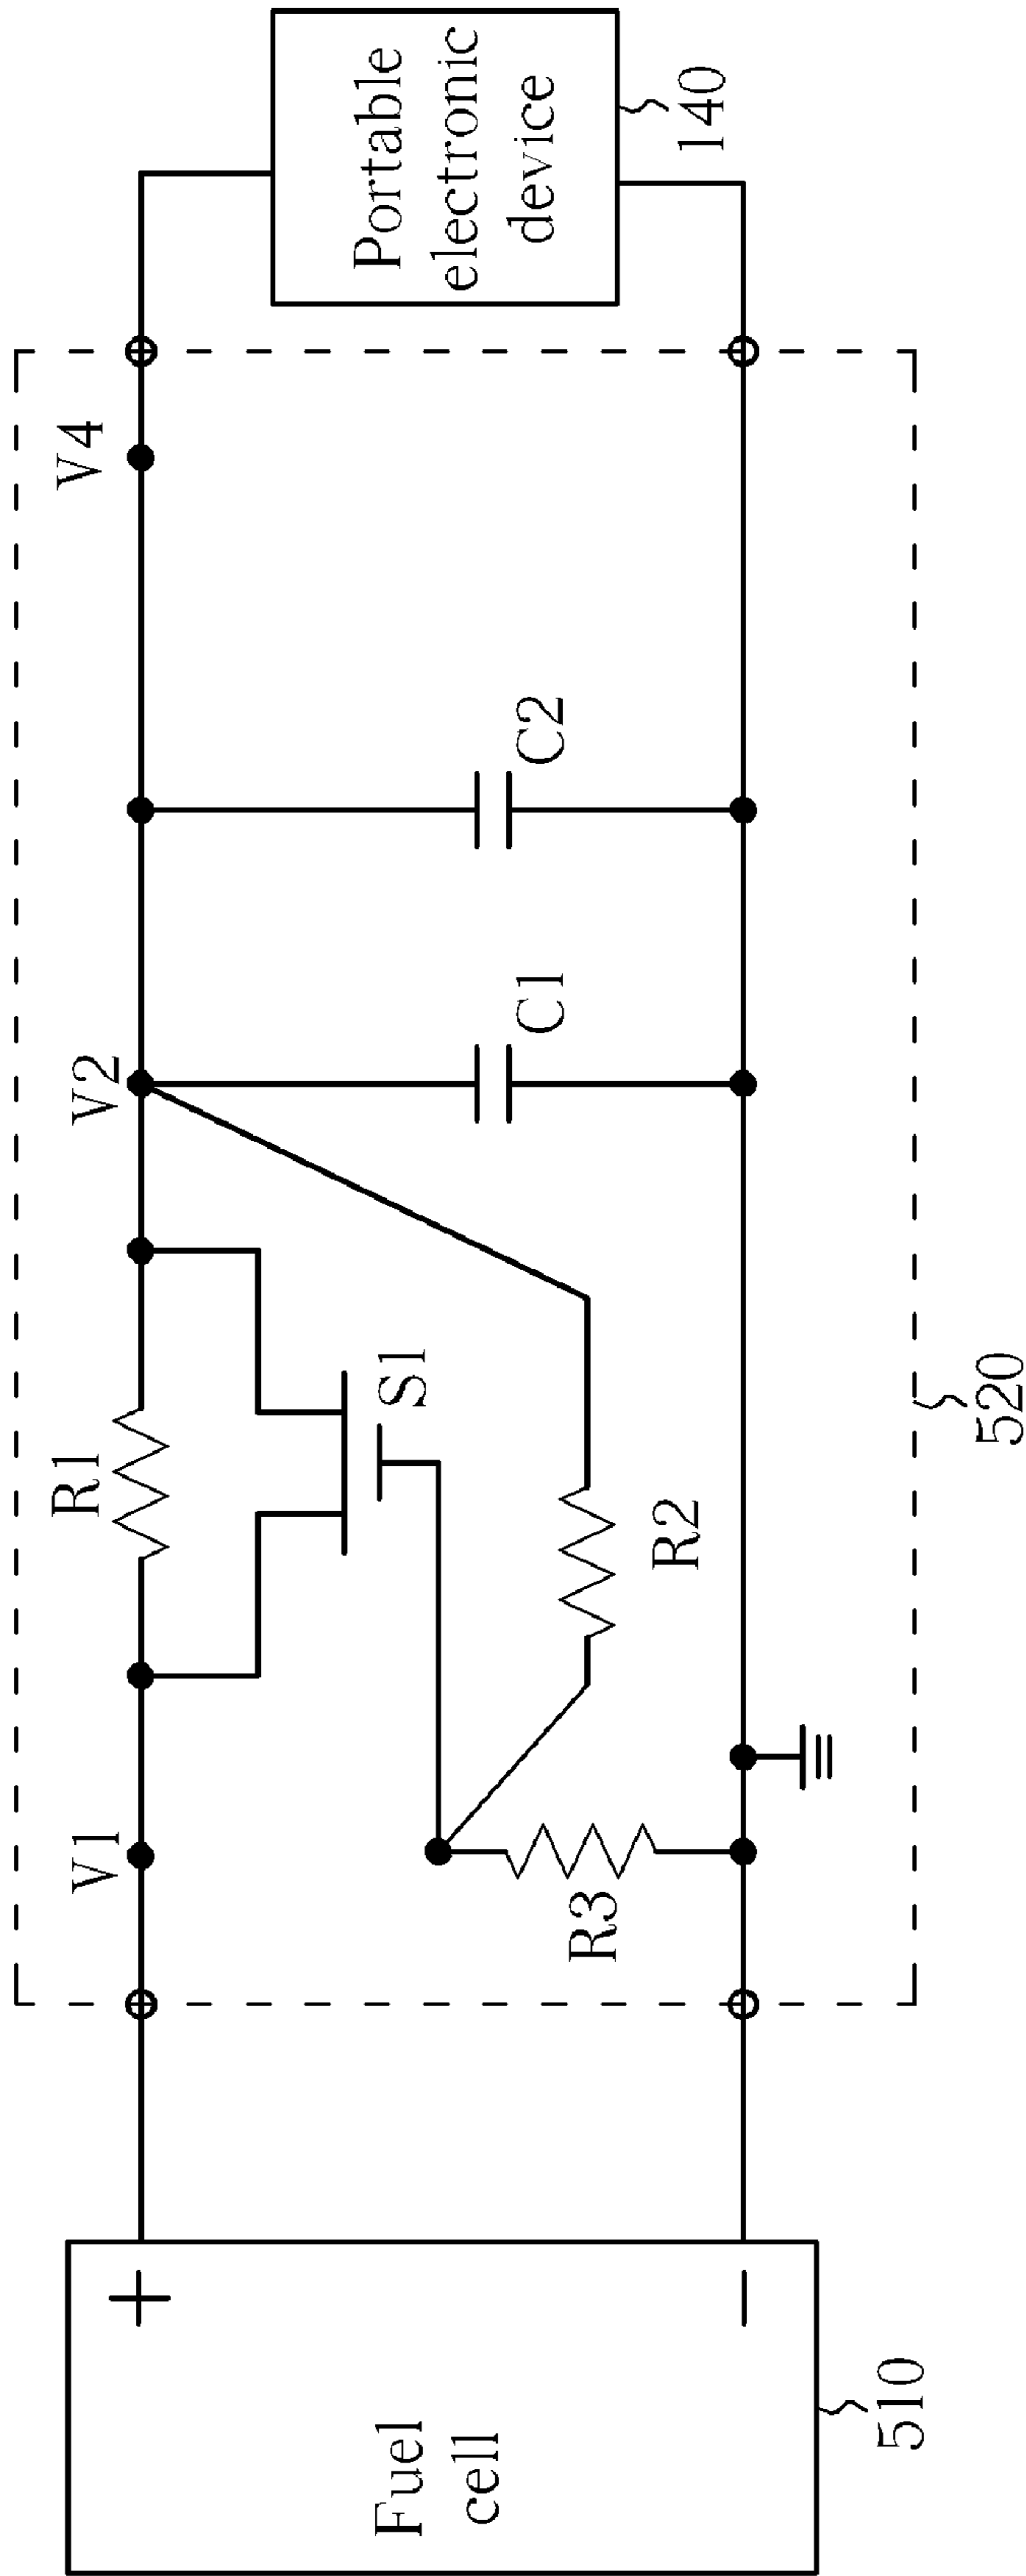 Fuel
cell
+
−
510
V1
R1
S1
R2
R3
V2
C1
C2
V4
520
Portable
electronic
device
140